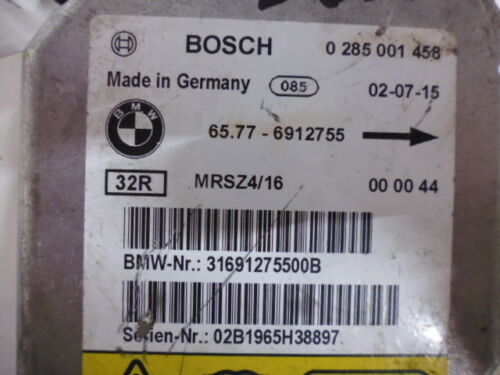 BOSCH 0 285 001 458
Made in Germany 085 02-07-15
BMW 65.77 - 6912755
32R MRSZ4/16 00 00 44
BMW-Nr.: 31691275500B
Serien-Nr.: 02B1965H38897